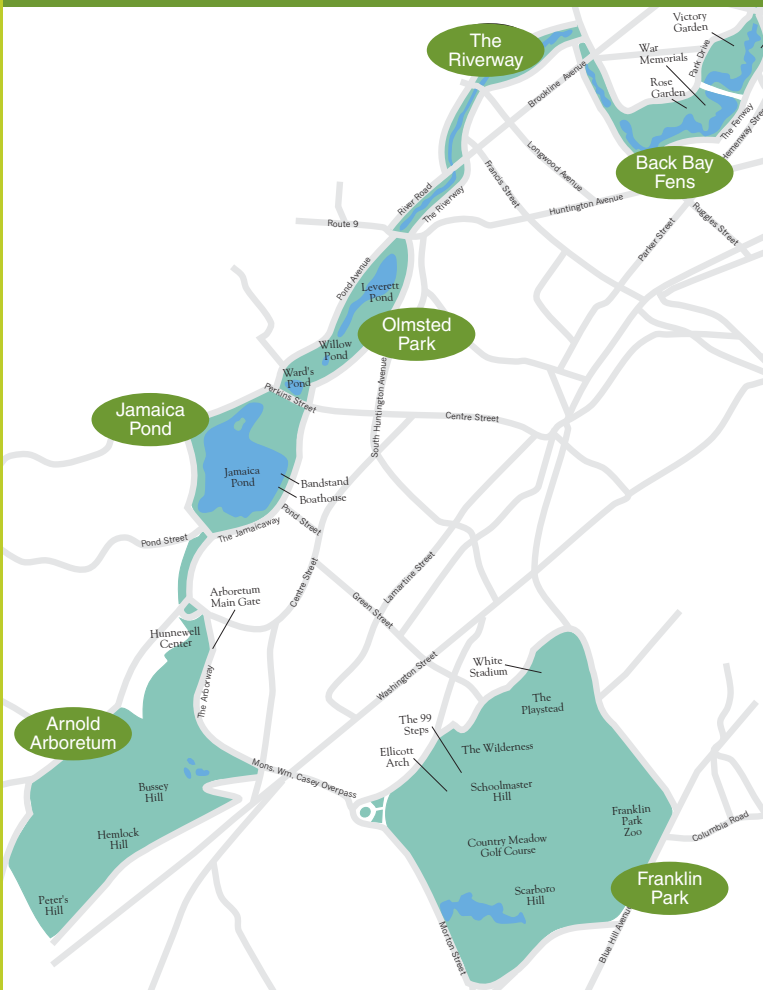 Victory
Garden
The
Riverway
War
Memorials
Park Drive
Rose
Garden
Brookline Avenue
The Fenway
Hemenway Stree
Back Bay
Fens
Longwood Avenue
Francis Street
River Road
The Riverway
Huntington Avenue
Ruggles Street
Parker Street
Route 9
Pond Avenue
Leverett
Pond
Olmsted
Park
Willow
Pond
Ward's
Pond
Perkins Street
South Huntington Avenue
Centre Street
Jamaica
Pond
Jamaica
Pond
Bandstand
Boathouse
Pond Street
The Jamaicaway
Pond Street
Centre Street
Arboretum
Main Gate
Lamartine Street
Green Street
Hunnewell
Center
The Arborway
Washington Street
White
Stadium
The
Playstead
The 99
Steps
Arnold
Arboretum
The Wilderness
Ellicott
Arch
Mons. Wm. Casey Overpass
Bussey
Hill
Schoolmaster
Hill
Franklin
Park
Zoo
Columbia Road
Hemlock
Hill
Country Meadow
Golf Course
Franklin
Park
Scarboro
Hill
Peter's
Hill
Morton Street
Blue Hill Avenue